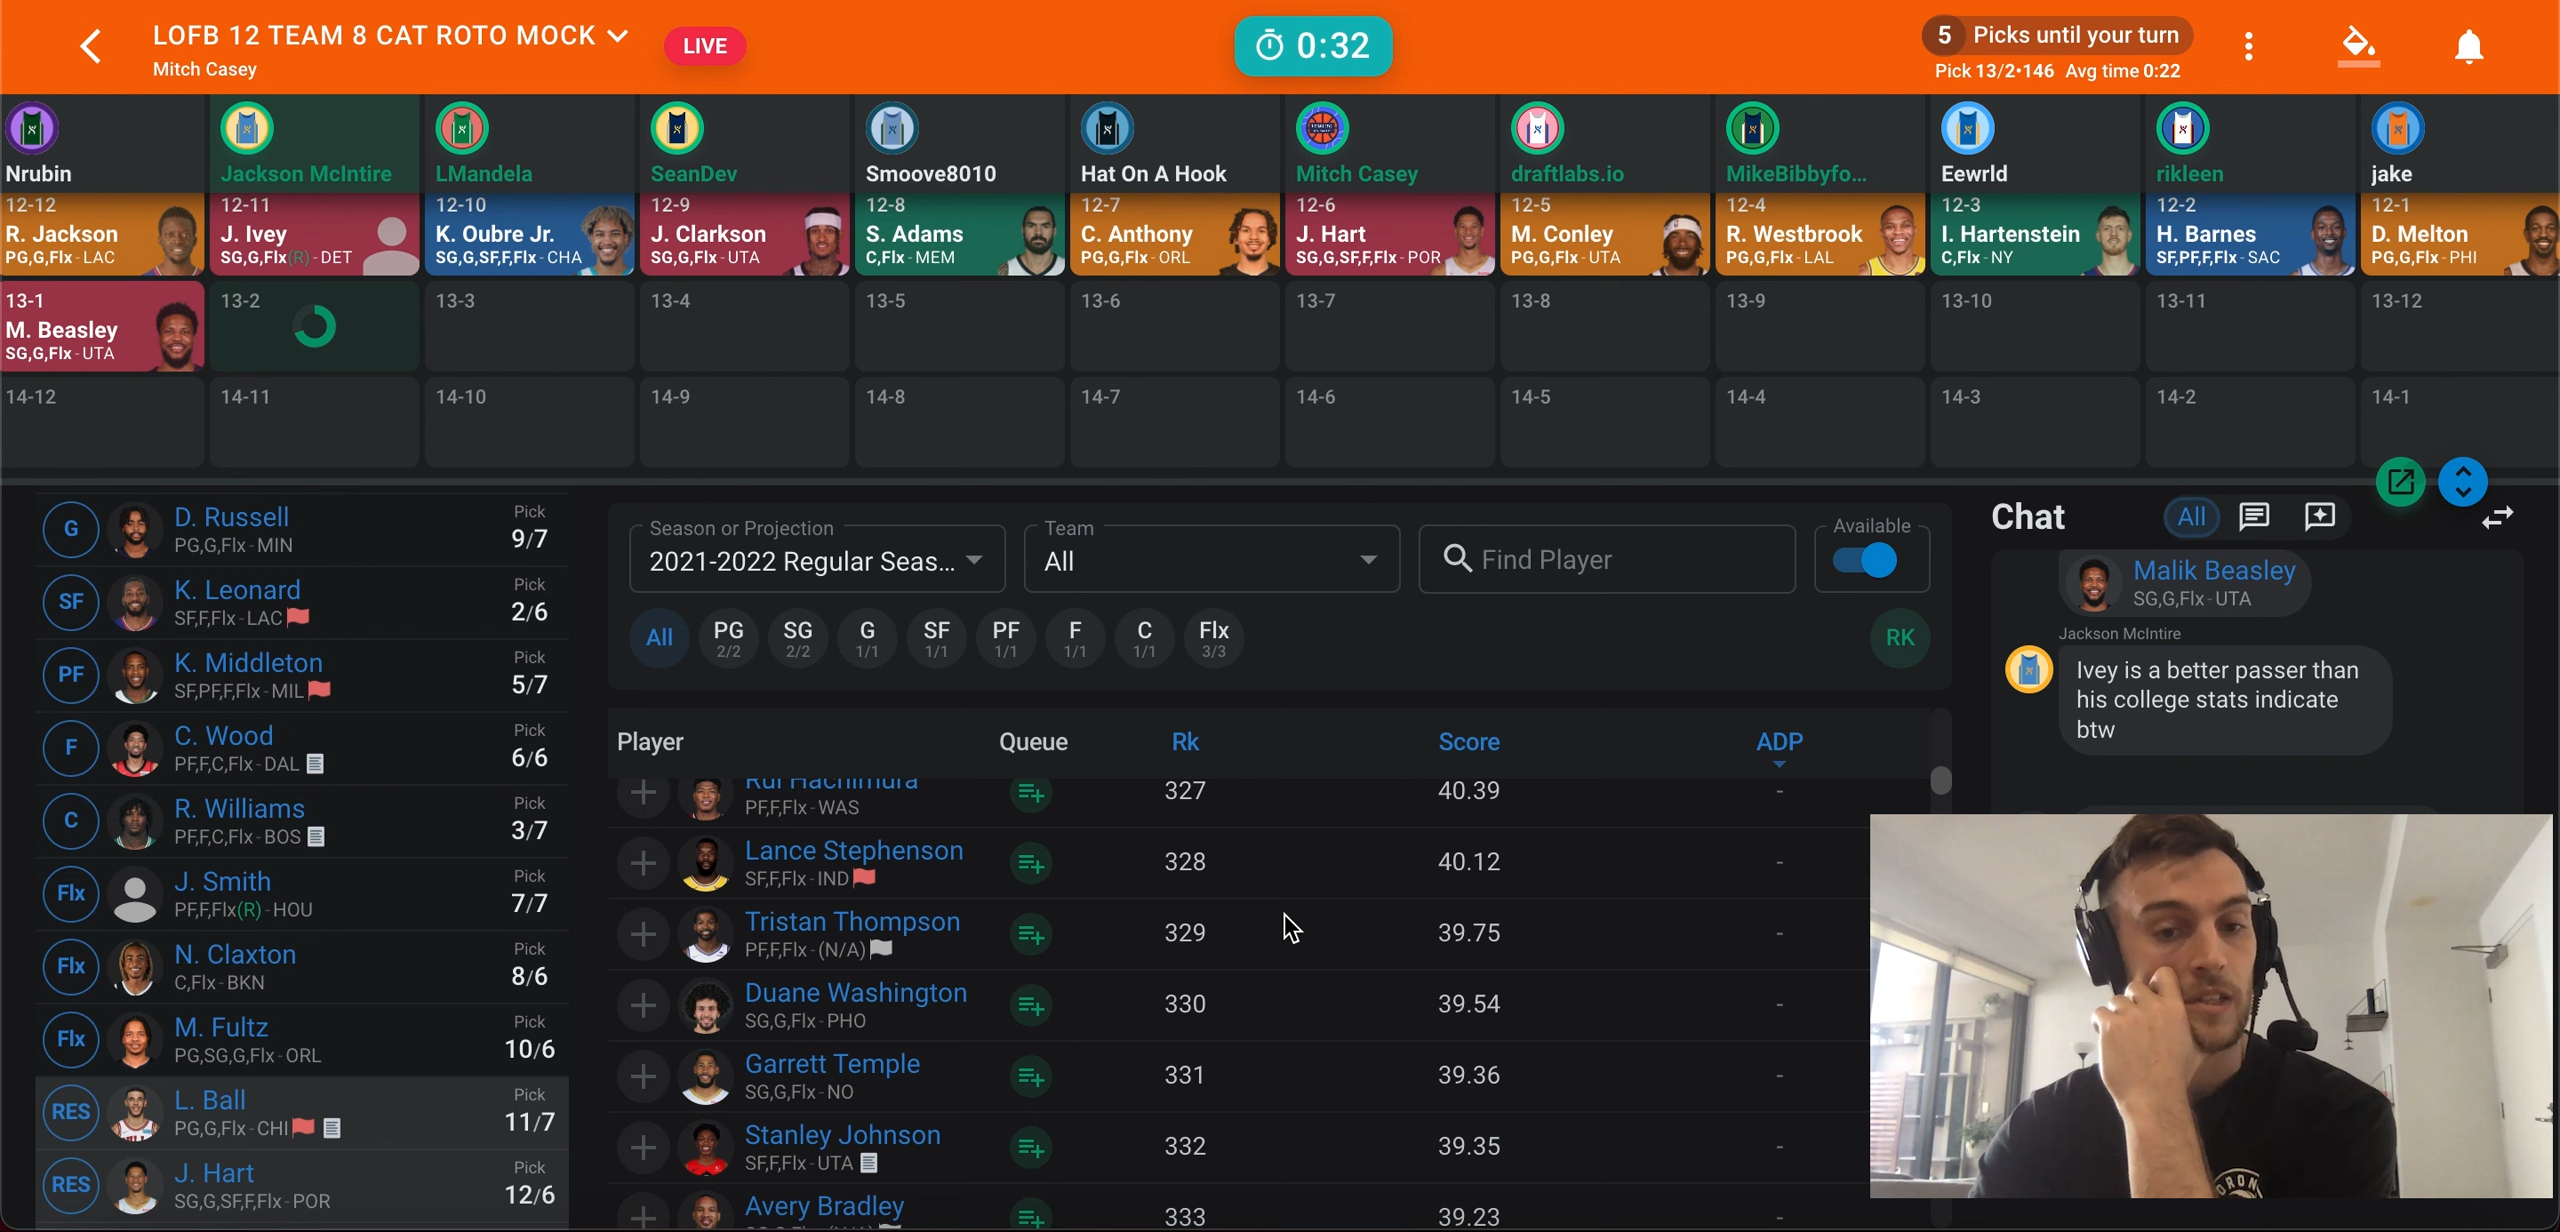 LOFB 12 TEAM 8 CAT ROTO MOCK
Mitch Casey
LIVE
0:32
5 Picks until your turn
Pick 13/2•146 Avg time 0:22
Nrubin
Jackson McIntire
LMandela
SeanDev
Smoove8010
Hat On A Hook
Mitch Casey
draftlabs.io
MikeBibbyfo...
Eewrld
rikleen
jake
12-12
R. Jackson
PG,G,Flx - LAC
12-11
J. Ivey
SG,G,Flx(R) - DET
12-10
K. Oubre Jr.
SG,G,SF,F,Flx - CHA
12-9
J. Clarkson
SG,G,Flx - UTA
12-8
S. Adams
C,Flx - MEM
12-7
C. Anthony
PG,G,Flx - ORL
12-6
J. Hart
SG,G,SF,F,Flx - POR
12-5
M. Conley
PG,G,Flx - UTA
12-4
R. Westbrook
PG,G,Flx - LAL
12-3
I. Hartenstein
C,Flx - NY
12-2
H. Barnes
SF,PF,F,Flx - SAC
12-1
D. Melton
PG,G,Flx - PHI
13-1
M. Beasley
SG,G,Flx - UTA
13-2
13-3
13-4
13-5
13-6
13-7
13-8
13-9
13-10
13-11
13-12
14-12
14-11
14-10
14-9
14-8
14-7
14-6
14-5
14-4
14-3
14-2
14-1
G
D. Russell
PG,G,Flx - MIN
Pick
9/7
SF
K. Leonard
SF,F,Flx - LAC
Pick
2/6
PF
K. Middleton
SF,PF,F,Flx - MIL
Pick
5/7
F
C. Wood
PF,F,C,Flx - DAL
Pick
6/6
C
R. Williams
PF,F,C,Flx - BOS
Pick
3/7
Flx
J. Smith
PF,F,Flx(R) - HOU
Pick
7/7
Flx
N. Claxton
C,Flx - BKN
Pick
8/6
Flx
M. Fultz
PG,SG,G,Flx - ORL
Pick
10/6
RES
L. Ball
PG,G,Flx - CHI
Pick
11/7
RES
J. Hart
SG,G,SF,F,Flx - POR
Pick
12/6
Season or Projection
2021-2022 Regular Seas...
Team
All
Find Player
Available
All
PG
2/2
SG
2/2
G
1/1
SF
1/1
PF
1/1
F
1/1
C
1/1
Flx
3/3
RK
Player Queue Rk Score ADP
Rui Hachimura 327 40.39 -
PF,F,Flx - WAS
Lance Stephenson 328 40.12 -
SF,F,Flx - IND
Tristan Thompson 329 39.75 -
PF,F,Flx - (N/A)
Duane Washington 330 39.54 -
SG,G,Flx - PHO
Garrett Temple 331 39.36 -
SG,G,Flx - NO
Stanley Johnson 332 39.35 -
SF,F,Flx - UTA
Avery Bradley 333 39.23 -
Chat
All
Malik Beasley
SG,G,Flx - UTA
Jackson McIntire
Ivey is a better passer than
his college stats indicate
btw